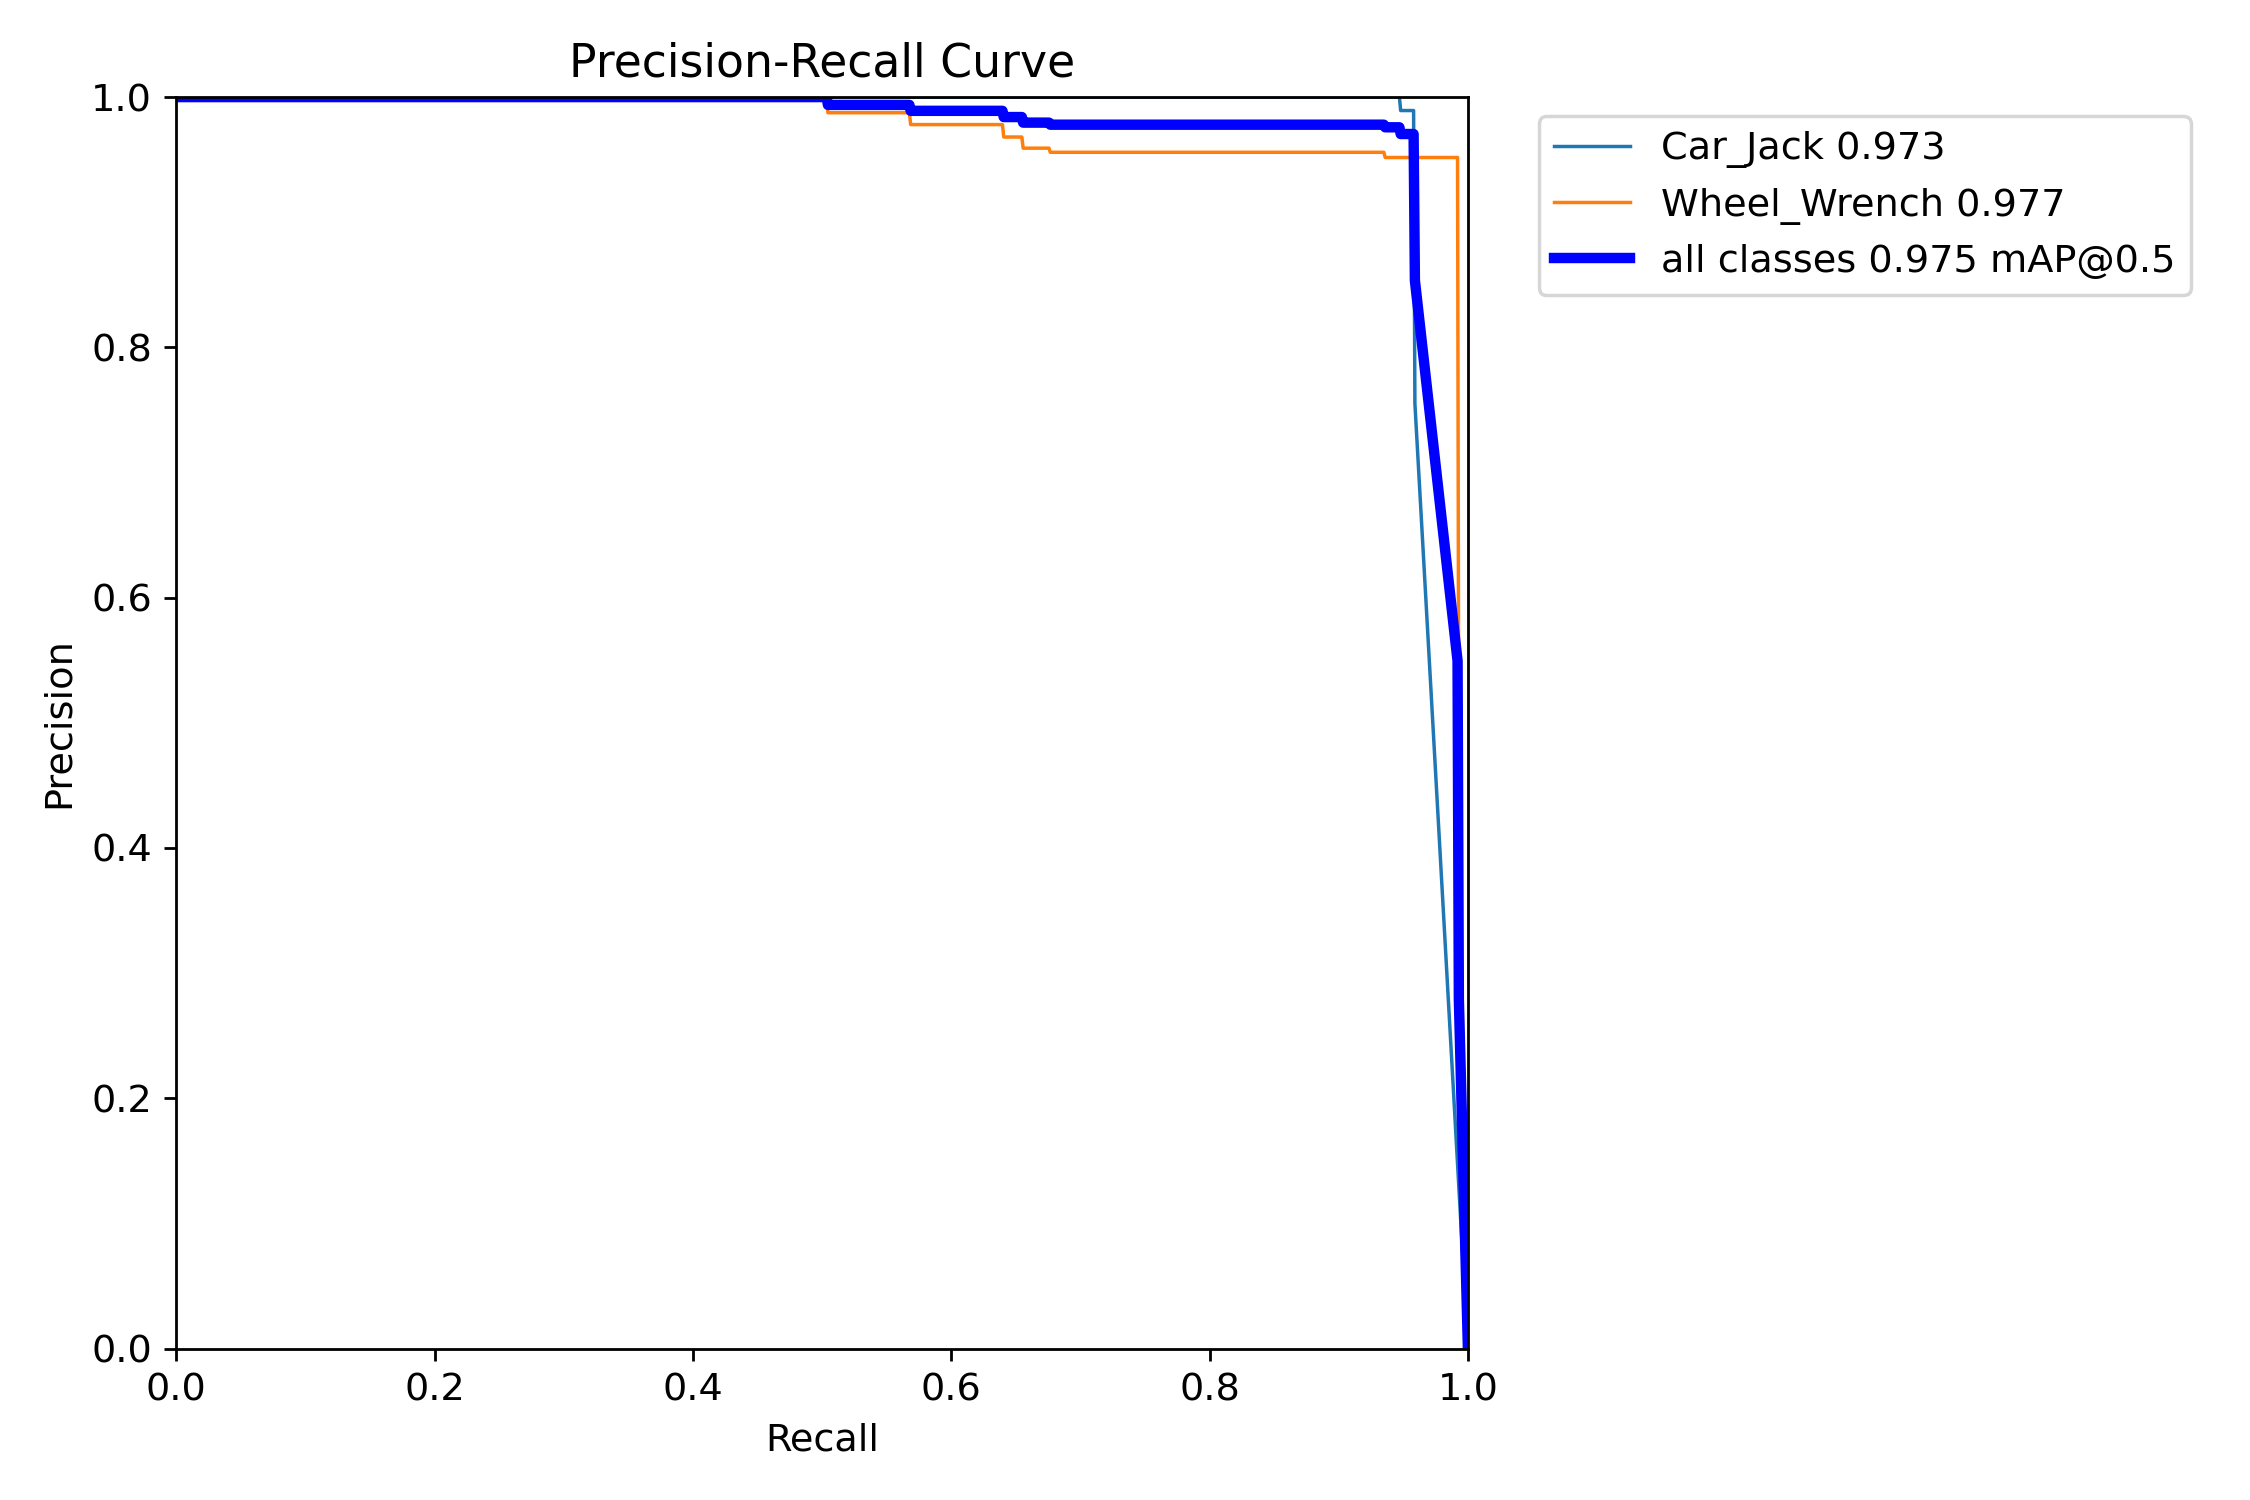 Precision-Recall Curve
1.0
0.8
0.6
0.4
0.2
0.0
Precision
0.0 0.2 0.4 0.6 0.8 1.0
Recall
Car_Jack 0.973
Wheel_Wrench 0.977
all classes 0.975 mAP@0.5